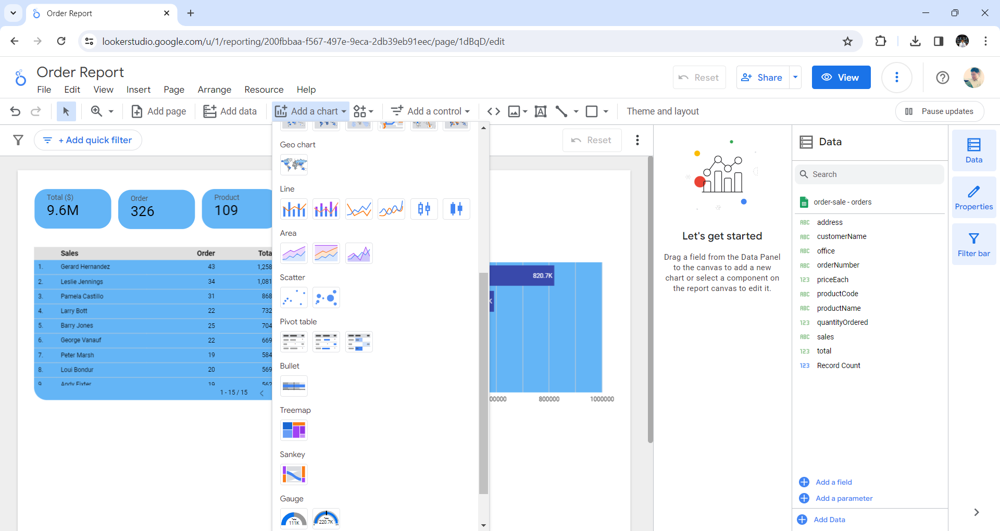 Order Report
lookerstudio.google.com/u/1/reporting/200fbbaa-f567-497e-9eca-2db39eb91eec/page/1dBqD/edit
Order Report
Reset
Share
View
File Edit View Insert Page Arrange Resource Help
Add page
Add data
Add a chart
Add a control
Theme and layout
Pause updates
+ Add quick filter
Reset
Total ($)
9.6M
Order
326
Product
109
Sales Order Tota
1. Gerard Hernandez 43 1,258
2. Leslie Jennings 34 1,081
3. Pamela Castillo 31 868
4. Larry Bott 22 732
5. Barry Jones 25 704
6. George Vanauf 22 669
7. Peter Marsh 19 584
8. Loui Bondur 20 569
9. Andy Fixter 19 562
1 - 15 / 15
Geo chart
Line
Area
Scatter
Pivot table
Bullet
Treemap
Sankey
Gauge
Total
111K
Total
220.7K
820.7K
K
00000 800000 1000000
Let's get started
Drag a field from the Data Panel
to the canvas to add a new
chart or select a component on
the report canvas to edit it.
Data
Search
order-sale - orders
ABC address
ABC customerName
ABC office
ABC orderNumber
123 priceEach
ABC productCode
ABC productName
123 quantityOrdered
ABC sales
123 total
123 Record Count
Add a field
Add a parameter
Add Data
Data
Properties
Filter bar